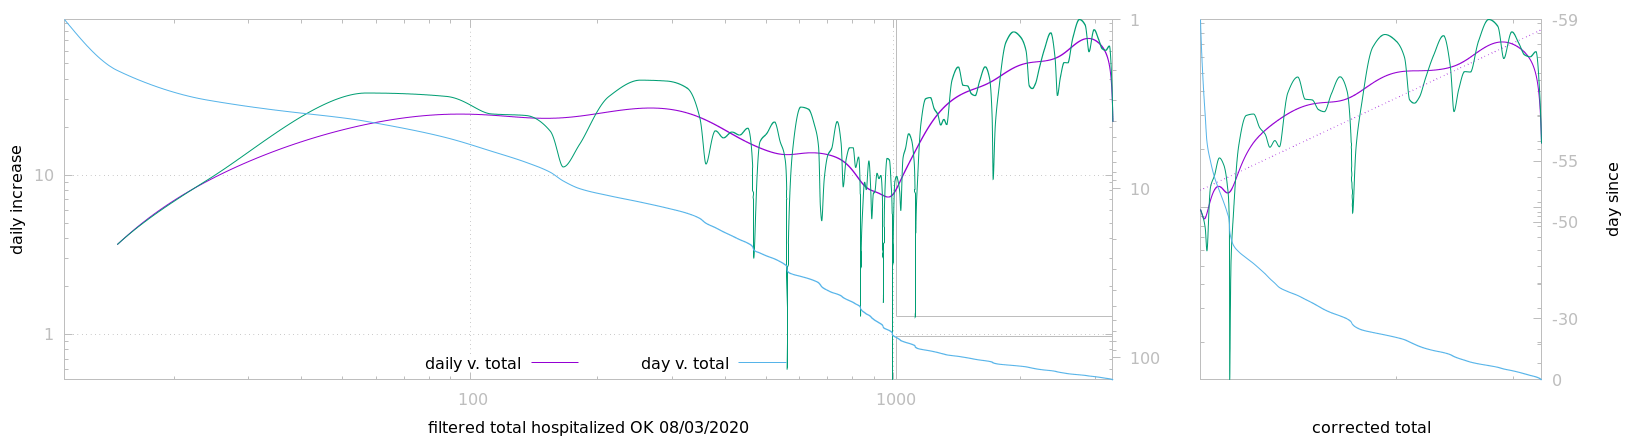 1
-59
10
-55
daily increase
10
-50
day since
1
-30
daily v. total
day v. total
100
0
100
1000
filtered total hospitalized OK 08/03/2020
corrected total